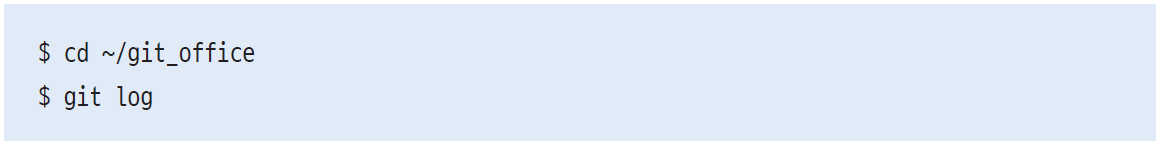 $ cd ~/git_office
$ git log